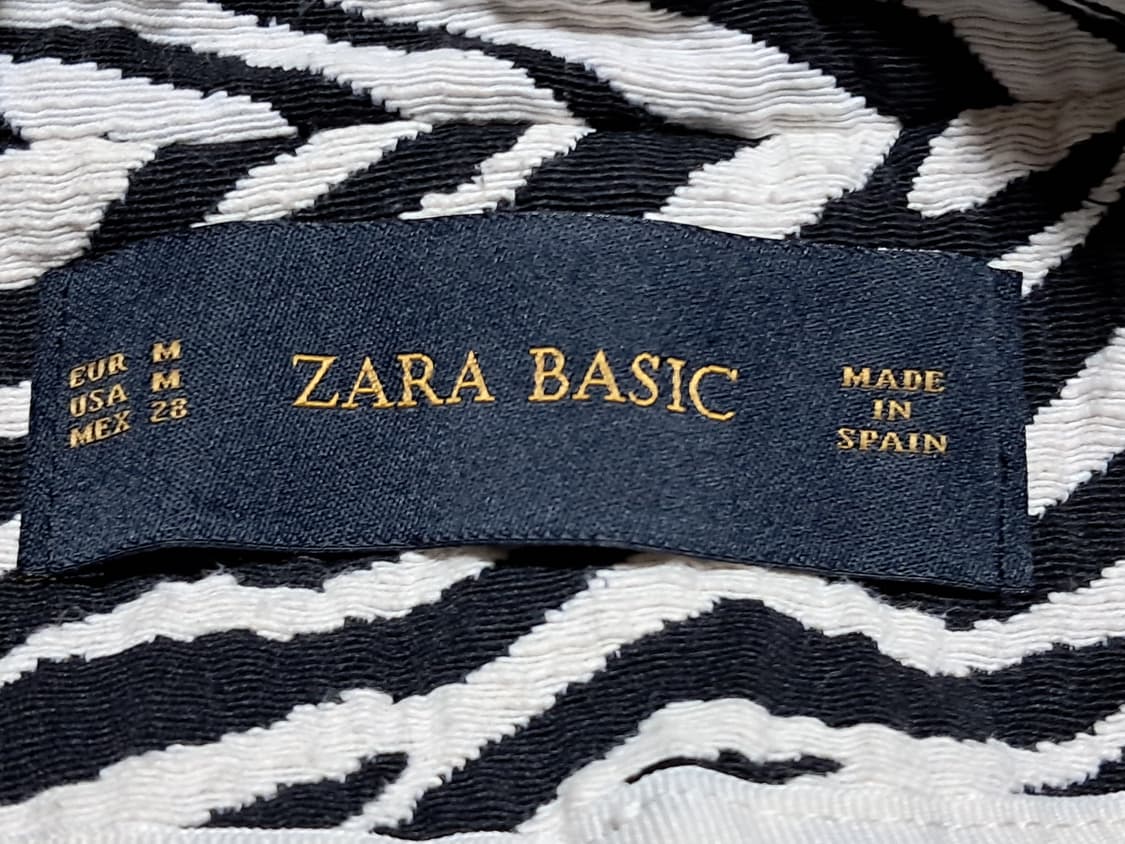 EUR M
USA M
MEX 28
ZARA BASIC
MADE
IN
SPAIN